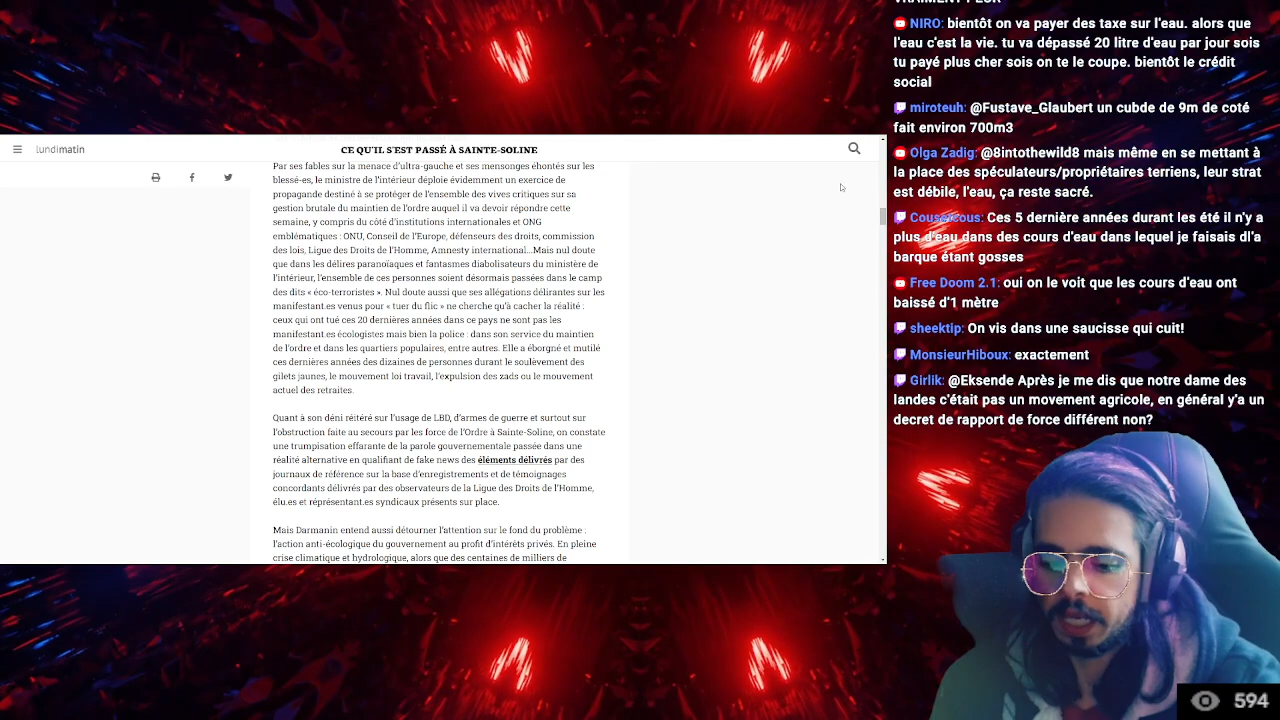 lundimatin
CE QU'IL S'EST PASSÉ À SAINTE-SOLINE
Par ses fables sur la menace d'ultra-gauche et ses mensonges éhontés sur les
blessé·es, le ministre de l'intérieur déploie évidemment un exercice de
propagande destiné à se protéger de l'ensemble des vives critiques sur sa
gestion brutale du maintien de l'ordre auquel il va devoir répondre cette
semaine, y compris du côté d'institutions internationales et ONG
emblématiques : ONU, Conseil de l'Europe, défenseurs des droits, commission
des lois, Ligue des Droits de l'Homme, Amnesty international...Mais nul doute
que dans les délires paranoïaques et fantasmes diabolisateurs du ministère de
l'intérieur, l'ensemble de ces personnes soient désormais passées dans le camp
des dits « éco-terroristes ». Nul doute aussi que ses allégations délirantes sur les
manifestant.es venus pour « tuer du flic » ne cherche qu'à cacher la réalité :
ceux qui ont tué ces 20 dernières années dans ce pays ne sont pas les
manifestant.es écologistes mais bien la police : dans son service du maintien
de l'ordre et dans les quartiers populaires, entre autres. Elle a éborgné et mutilé
ces dernières années des dizaines de personnes durant le soulèvement des
gilets jaunes, le mouvement loi travail, l'expulsion des zads ou le mouvement
actuel des retraites.
Quant à son déni réitéré sur l'usage de LBD, d'armes de guerre et surtout sur
l'obstruction faite au secours par les force de l'Ordre à Sainte-Soline, on constate
une trumpisation effarante de la parole gouvernementale passée dans une
réalité alternative en qualifiant de fake news des éléments délivrés par des
journaux de référence sur la base d'enregistrements et de témoignages
concordants délivrés par des observateurs de la Ligue des Droits de l'Homme,
élu.es et réprésentant.es syndicaux présents sur place.
Mais Darmanin entend aussi détourner l'attention sur le fond du problème :
l'action anti-écologique du gouvernement au profit d'intérêts privés. En pleine
crise climatique et hydrologique, alors que des centaines de milliers de
VRAIMENT PEUR
NIRO: bientôt on va payer des taxe sur l'eau. alors que
l'eau c'est la vie. tu va dépassé 20 litre d'eau par jour sois
tu payé plus cher sois on te le coupe. bientôt le crédit
social
miroteuh: @Fustave_Glaubert un cubde de 9m de coté
fait environ 700m3
Olga Zadig: @8intothewild8 mais même en se mettant à
la place des spéculateurs/propriétaires terriens, leur strat
est débile, l'eau, ça reste sacré.
Couscrcous: Ces 5 dernière années durant les été il n'y a
plus d'eau dans des cours d'eau dans lequel je faisais dl'a
barque étant gosses
Free Doom 2.1: oui on le voit que les cours d'eau ont
baissé d'1 mètre
sheektip: On vis dans une saucisse qui cuit!
MonsieurHiboux: exactement
Girlik: @Eksende Après je me dis que notre dame des
landes c'était pas un movement agricole, en général y'a un
decret de rapport de force différent non?
594